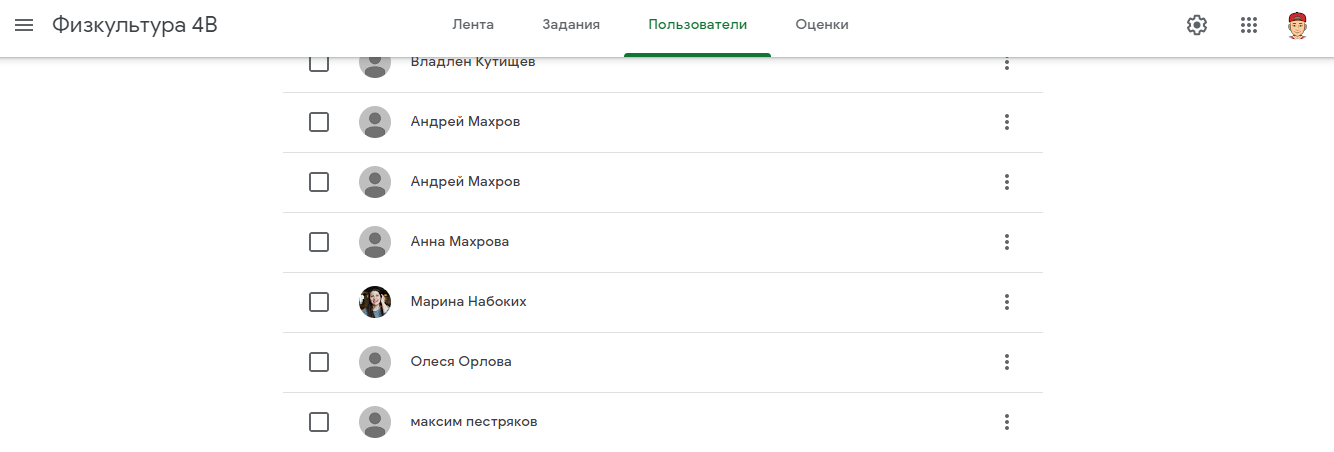 Физкультура 4В
Лента Задания Пользователи Оценки
Владлен Кутищев
Андрей Махров
Андрей Махров
Анна Махрова
Марина Набоких
Олеся Орлова
максим пестряков